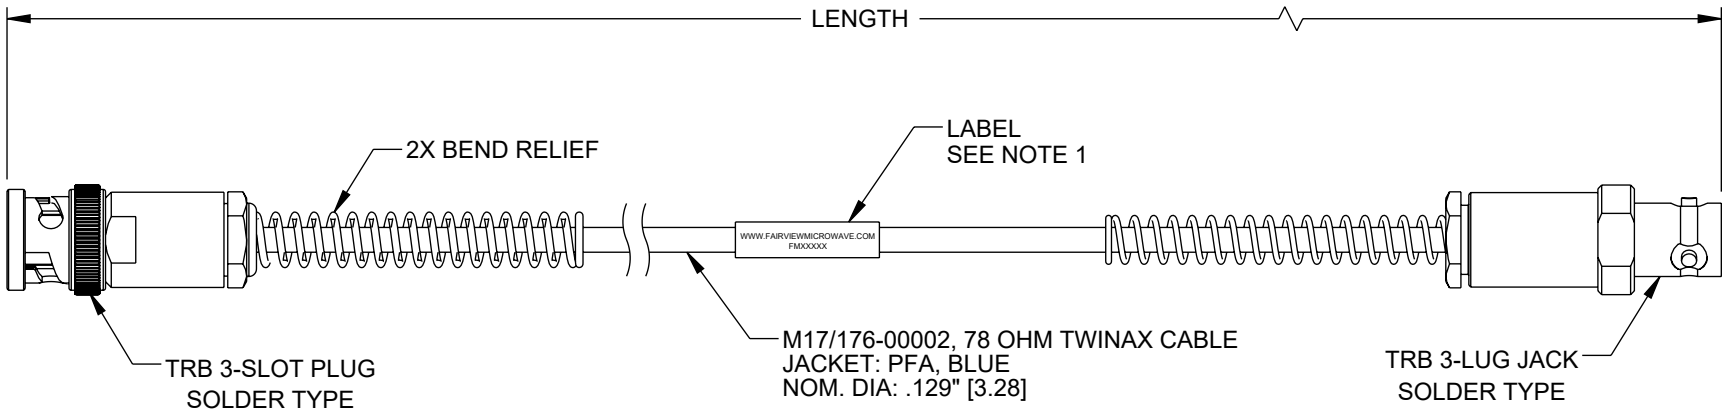 LENGTH
2X BEND RELIEF
LABEL
SEE NOTE 1
WWW.FAIRVIEWMICROWAVE.COM
FMXXXXX
M17/176-00002, 78 OHM TWINAX CABLE
JACKET: PFA, BLUE
NOM. DIA: .129" [3.28]
TRB 3-SLOT PLUG
SOLDER TYPE
TRB 3-LUG JACK
SOLDER TYPE